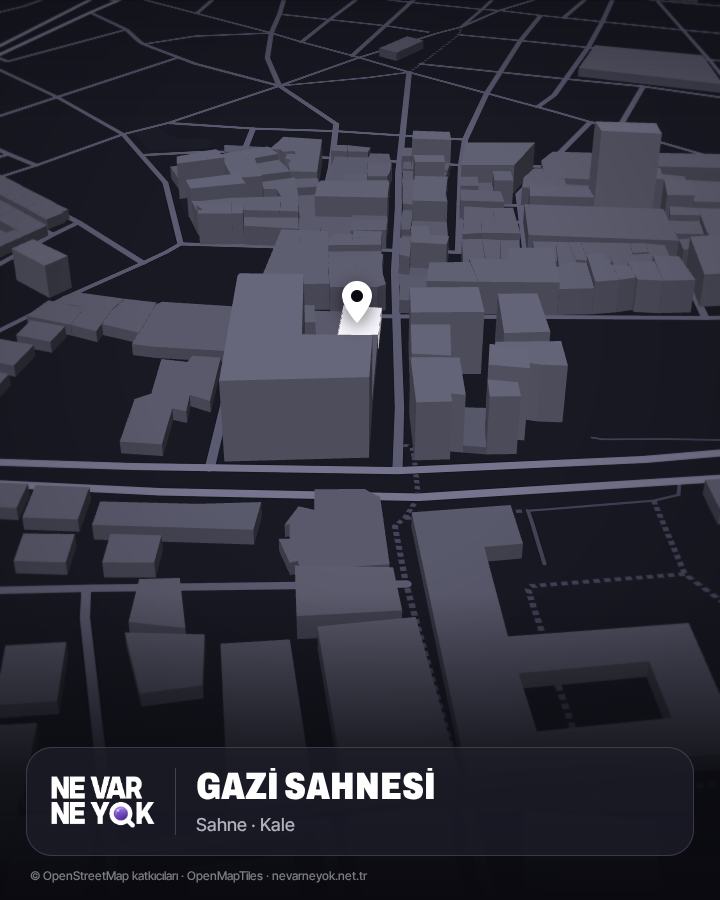 NE VAR
NE YOK
GAZİ SAHNESİ
Sahne · Kale
© OpenStreetMap katkıcıları · OpenMapTiles · nevarneyok.net.tr